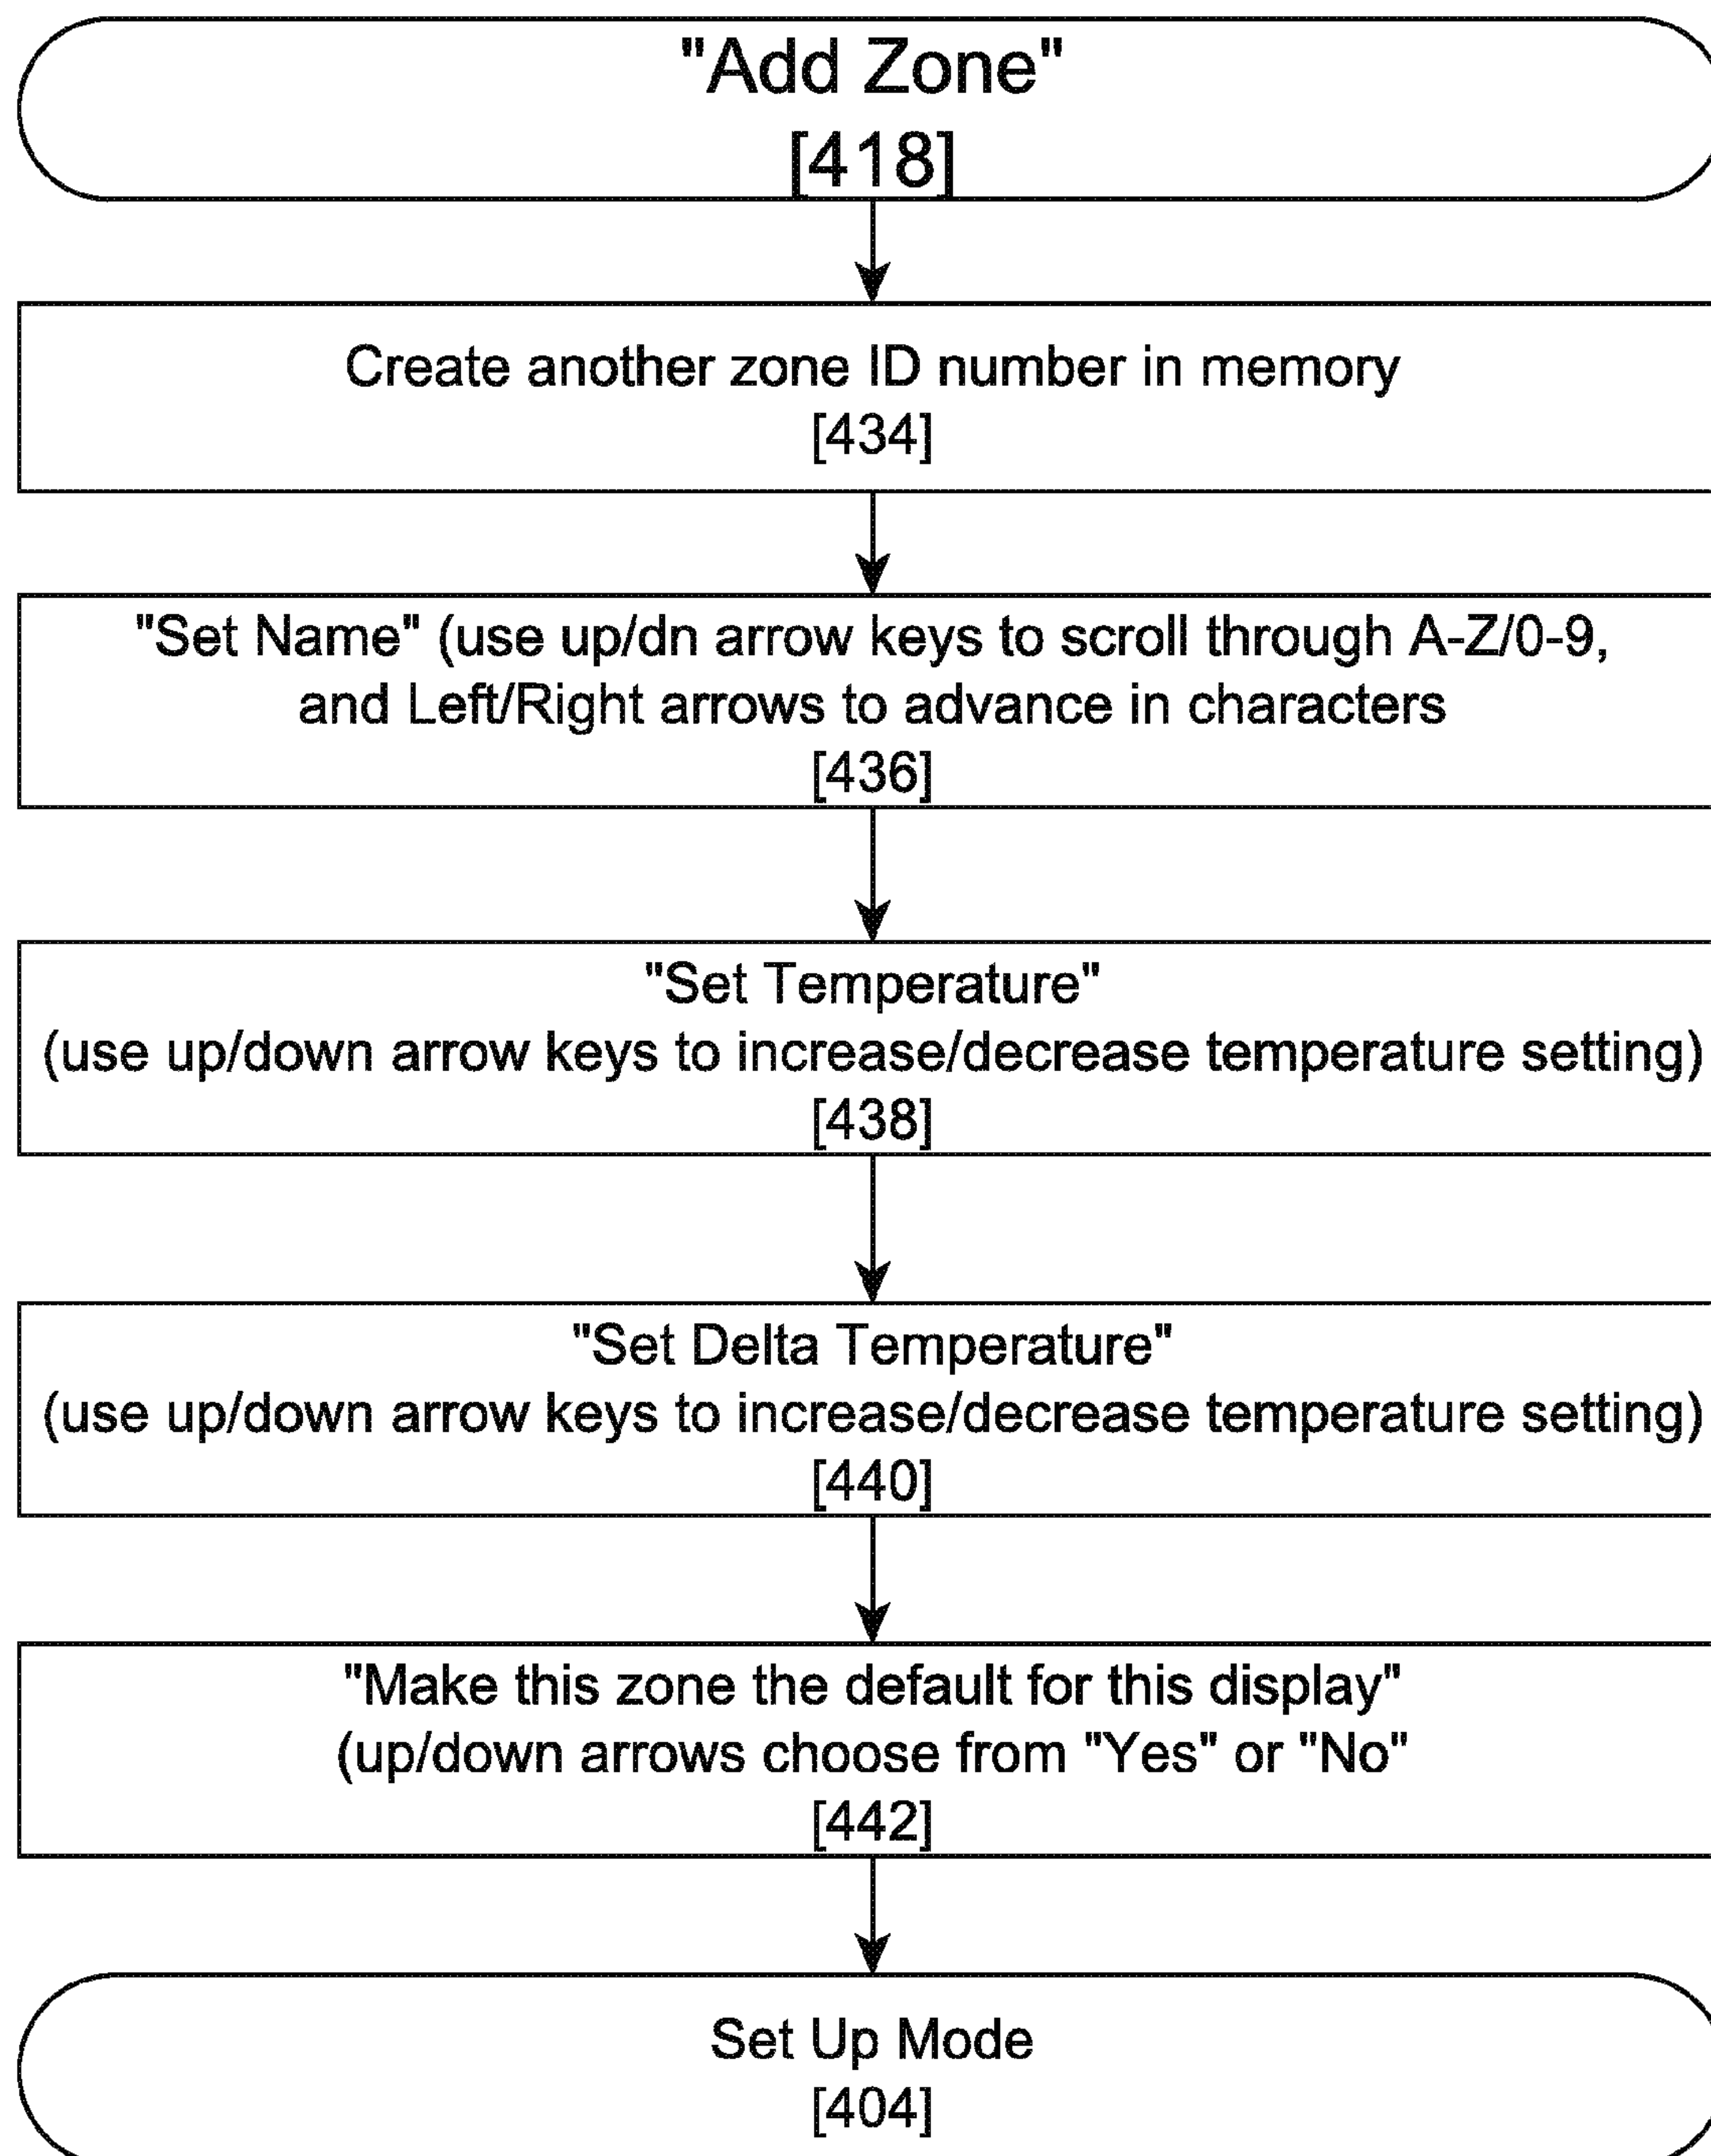 "Add Zone"
[418]
Create another zone ID number in memory
[434]
"Set Name" (use up/dn arrow keys to scroll through A-Z/0-9,
and Left/Right arrows to advance in characters
[436]
"Set Temperature"
(use up/down arrow keys to increase/decrease temperature setting)
[438]
"Set Delta Temperature"
(use up/down arrow keys to increase/decrease temperature setting)
[440]
"Make this zone the default for this display"
(up/down arrows choose from "Yes" or "No"
[442]
Set Up Mode
[404]